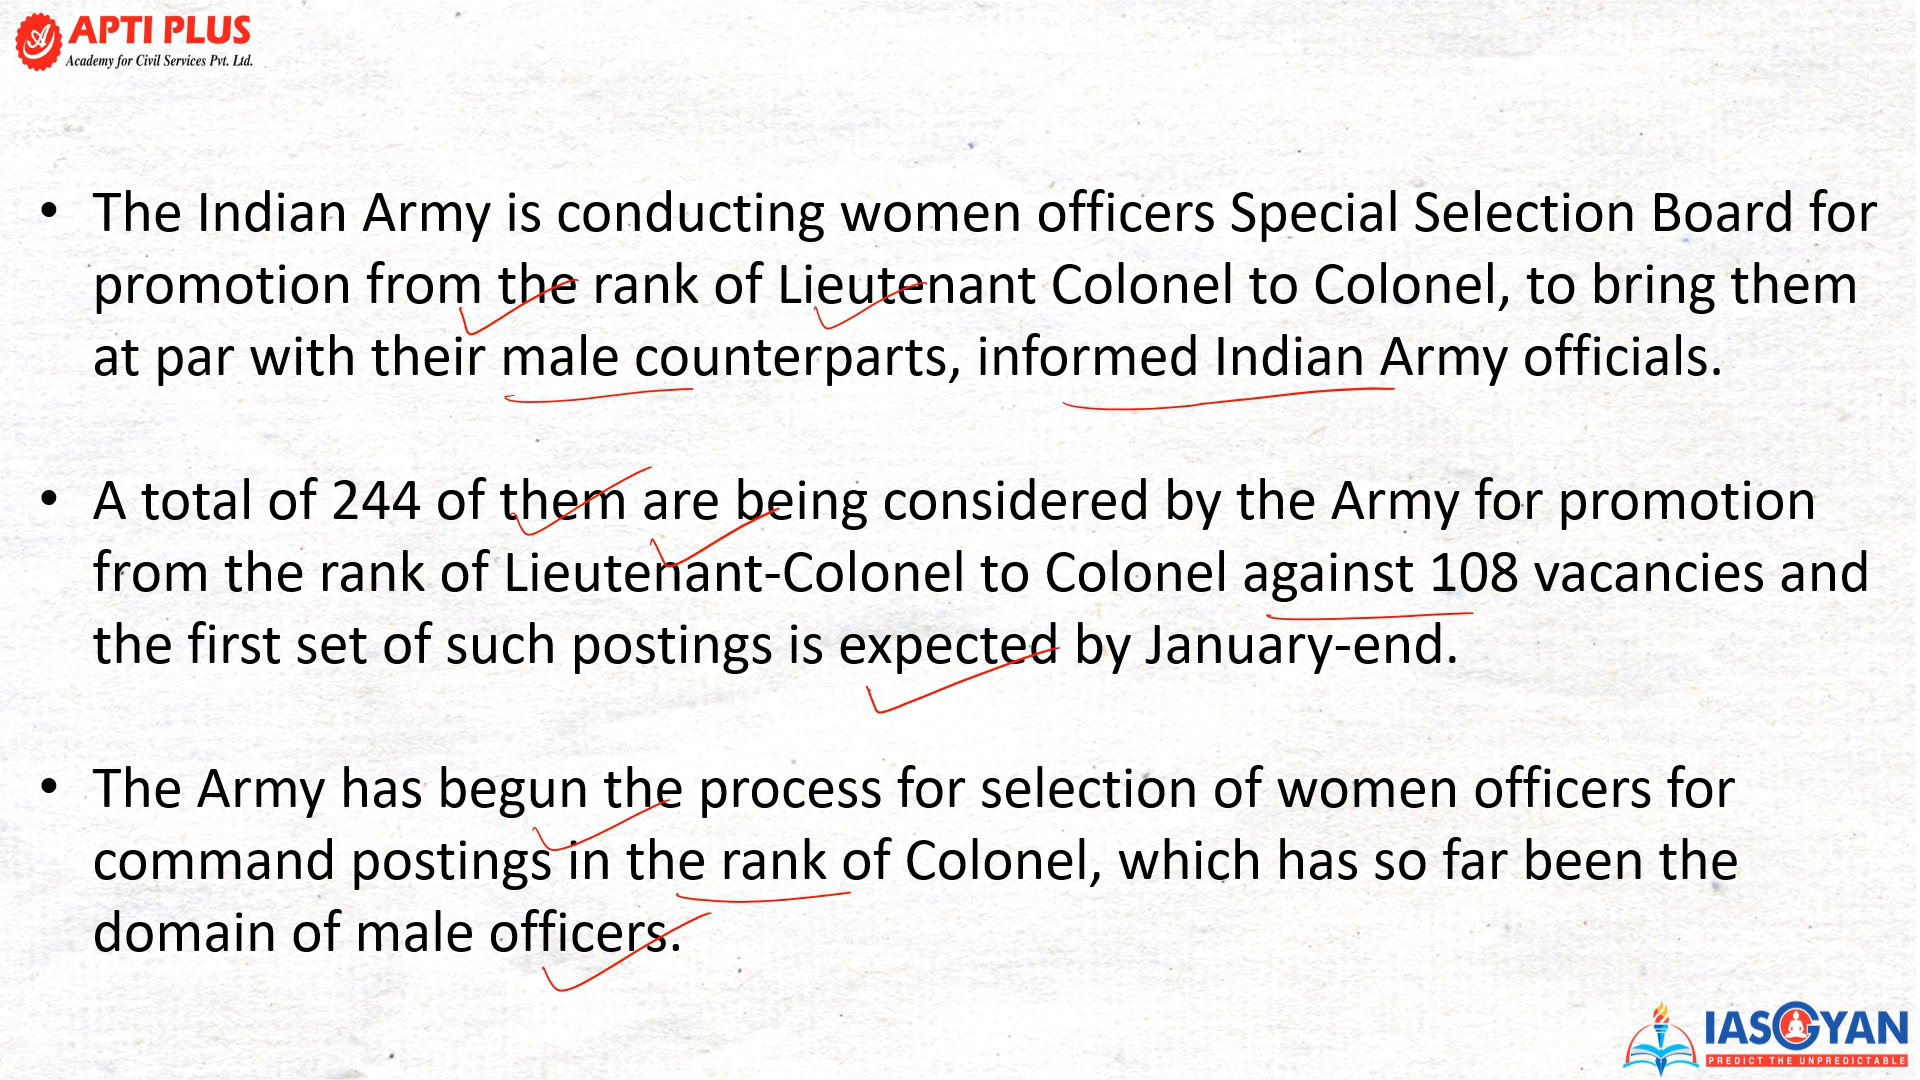 APTI PLUS
Academy for Civil Services Pvt. Ltd.
• The Indian Army is conducting women officers Special Selection Board for
promotion from the rank of Lieutenant Colonel to Colonel, to bring them
at par with their male counterparts, informed Indian Army officials.
• A total of 244 of them are being considered by the Army for promotion
from the rank of Lieutenant-Colonel to Colonel against 108 vacancies and
the first set of such postings is expected by January-end.
• The Army has begun the process for selection of women officers for
command postings in the rank of Colonel, which has so far been the
domain of male officers.
IASGYAN
PREDICT THE UNPREDICTABLE